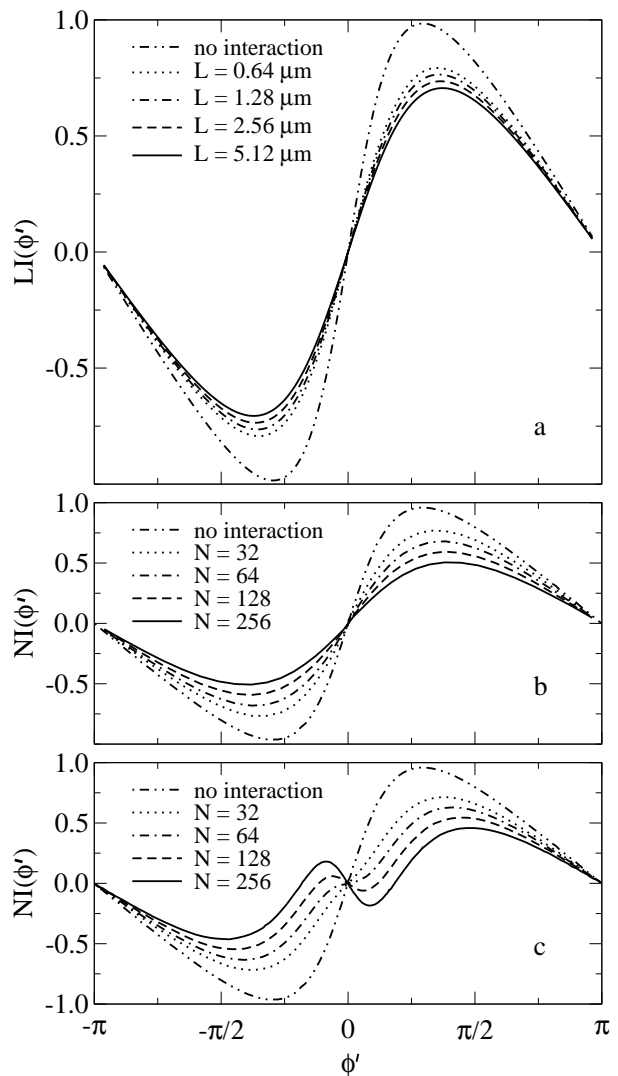 1.0
no interaction
L = 0.64 μm
L = 1.28 μm
L = 2.56 μm
L = 5.12 μm
0.5
0.0
-0.5
LI(ϕ′)
a
1.0
no interaction
N = 32
N = 64
N = 128
N = 256
0.5
0.0
-0.5
NI(ϕ′)
b
1.0
no interaction
N = 32
N = 64
N = 128
N = 256
0.5
0.0
-0.5
-1.0
NI(ϕ′)
c
-π -π/2 0 π/2 π
ϕ′